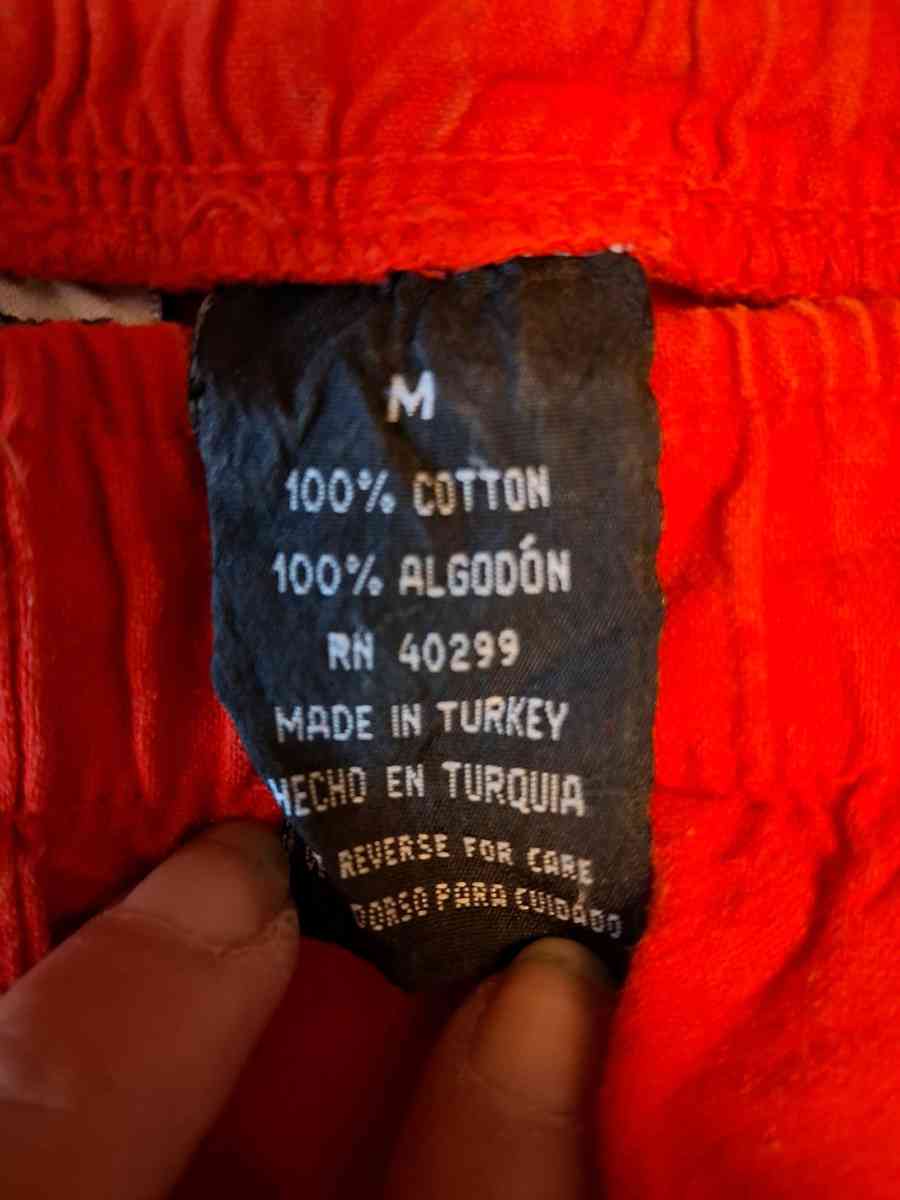 M
100% COTTON
100% ALGODÓN
RN 40299
MADE IN TURKEY
HECHO EN TURQUIA
REVERSE FOR CARE
DORSO PARA CUIDADO